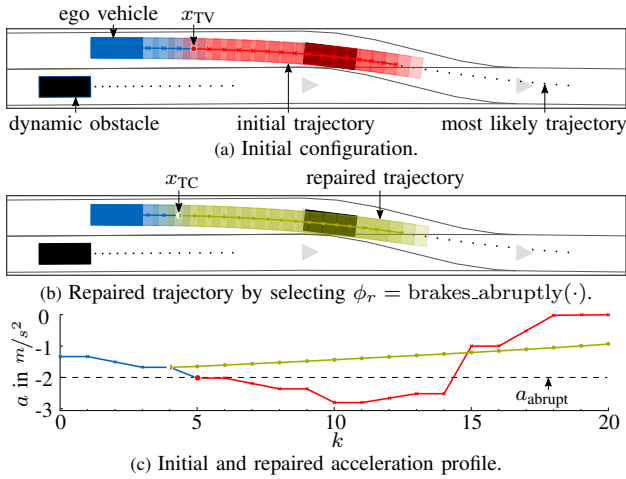 ego vehicle
x_TV
dynamic obstacle
initial trajectory
most likely trajectory
(a) Initial configuration.
x_TC
repaired trajectory
(b) Repaired trajectory by selecting ϕ_r = brakes_abruptly(·).
a in m/s²
0
-1
-2
-3
a_abrupt
0 5 10 15 20
k
(c) Initial and repaired acceleration profile.